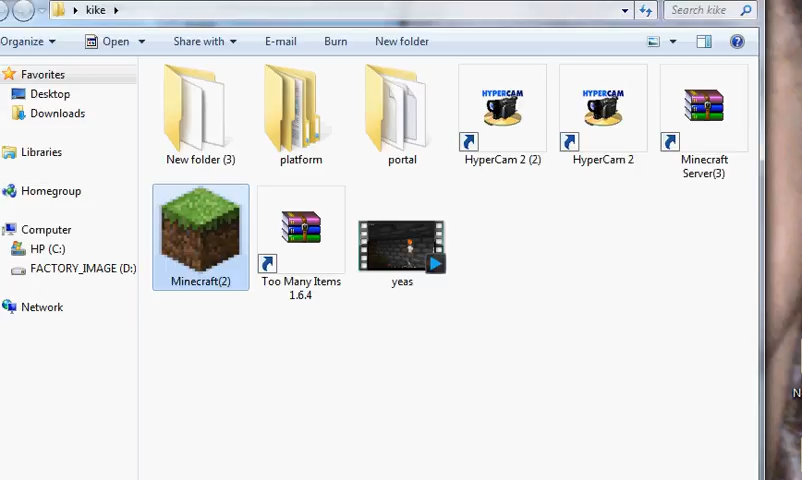 kike
Search kike
Organize
Open
Share with
E-mail
Burn
New folder
Favorites
Desktop
Downloads
Libraries
Homegroup
Computer
HP (C:)
FACTORY_IMAGE (D:)
Network
HYPERCAM
HYPERCAM
New folder (3)
platform
portal
HyperCam 2 (2)
HyperCam 2
Minecraft
Server(3)
Minecraft(2)
Too Many Items
1.6.4
yeas
N